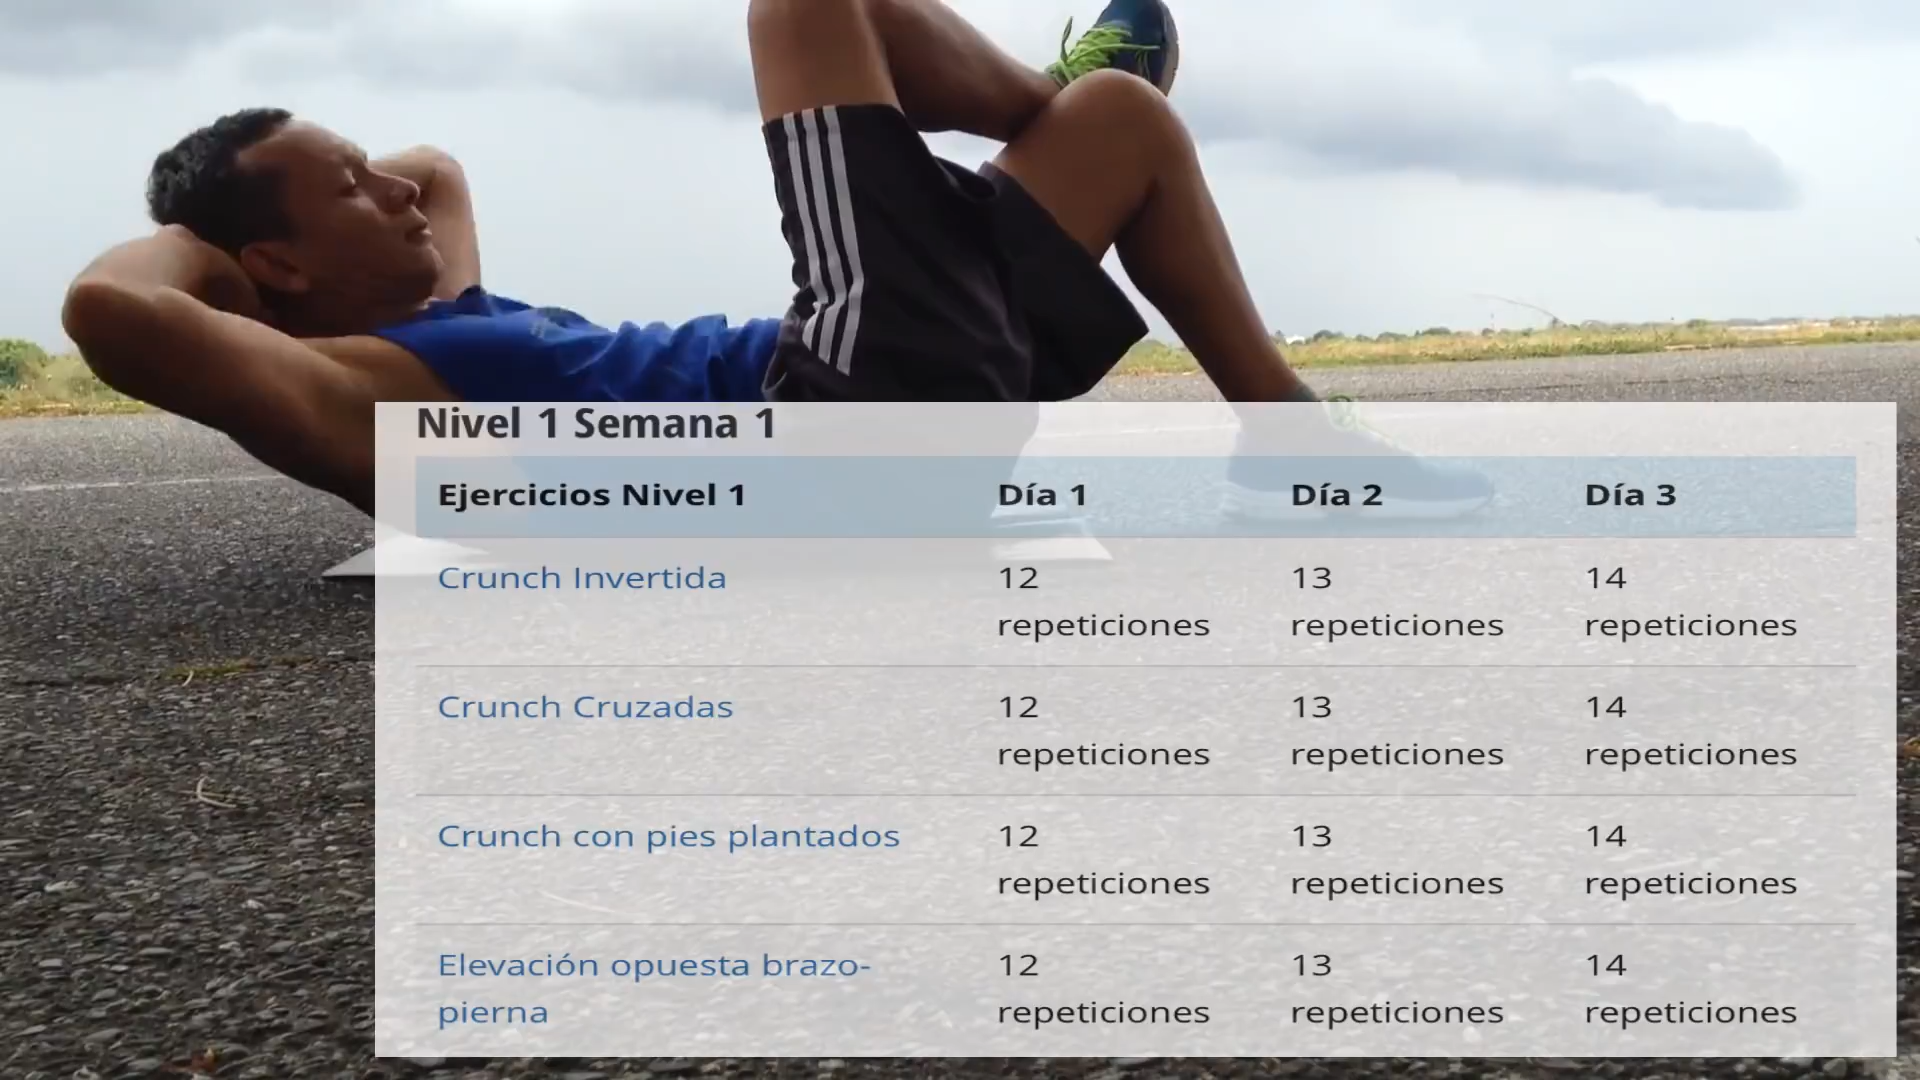 Nivel 1 Semana 1
Ejercicios Nivel 1 Día 1 Día 2 Día 3
Crunch Invertida 12 13 14
repeticiones repeticiones repeticiones
Crunch Cruzadas 12 13 14
repeticiones repeticiones repeticiones
Crunch con pies plantados 12 13 14
repeticiones repeticiones repeticiones
Elevación opuesta brazo- 12 13 14
pierna repeticiones repeticiones repeticiones